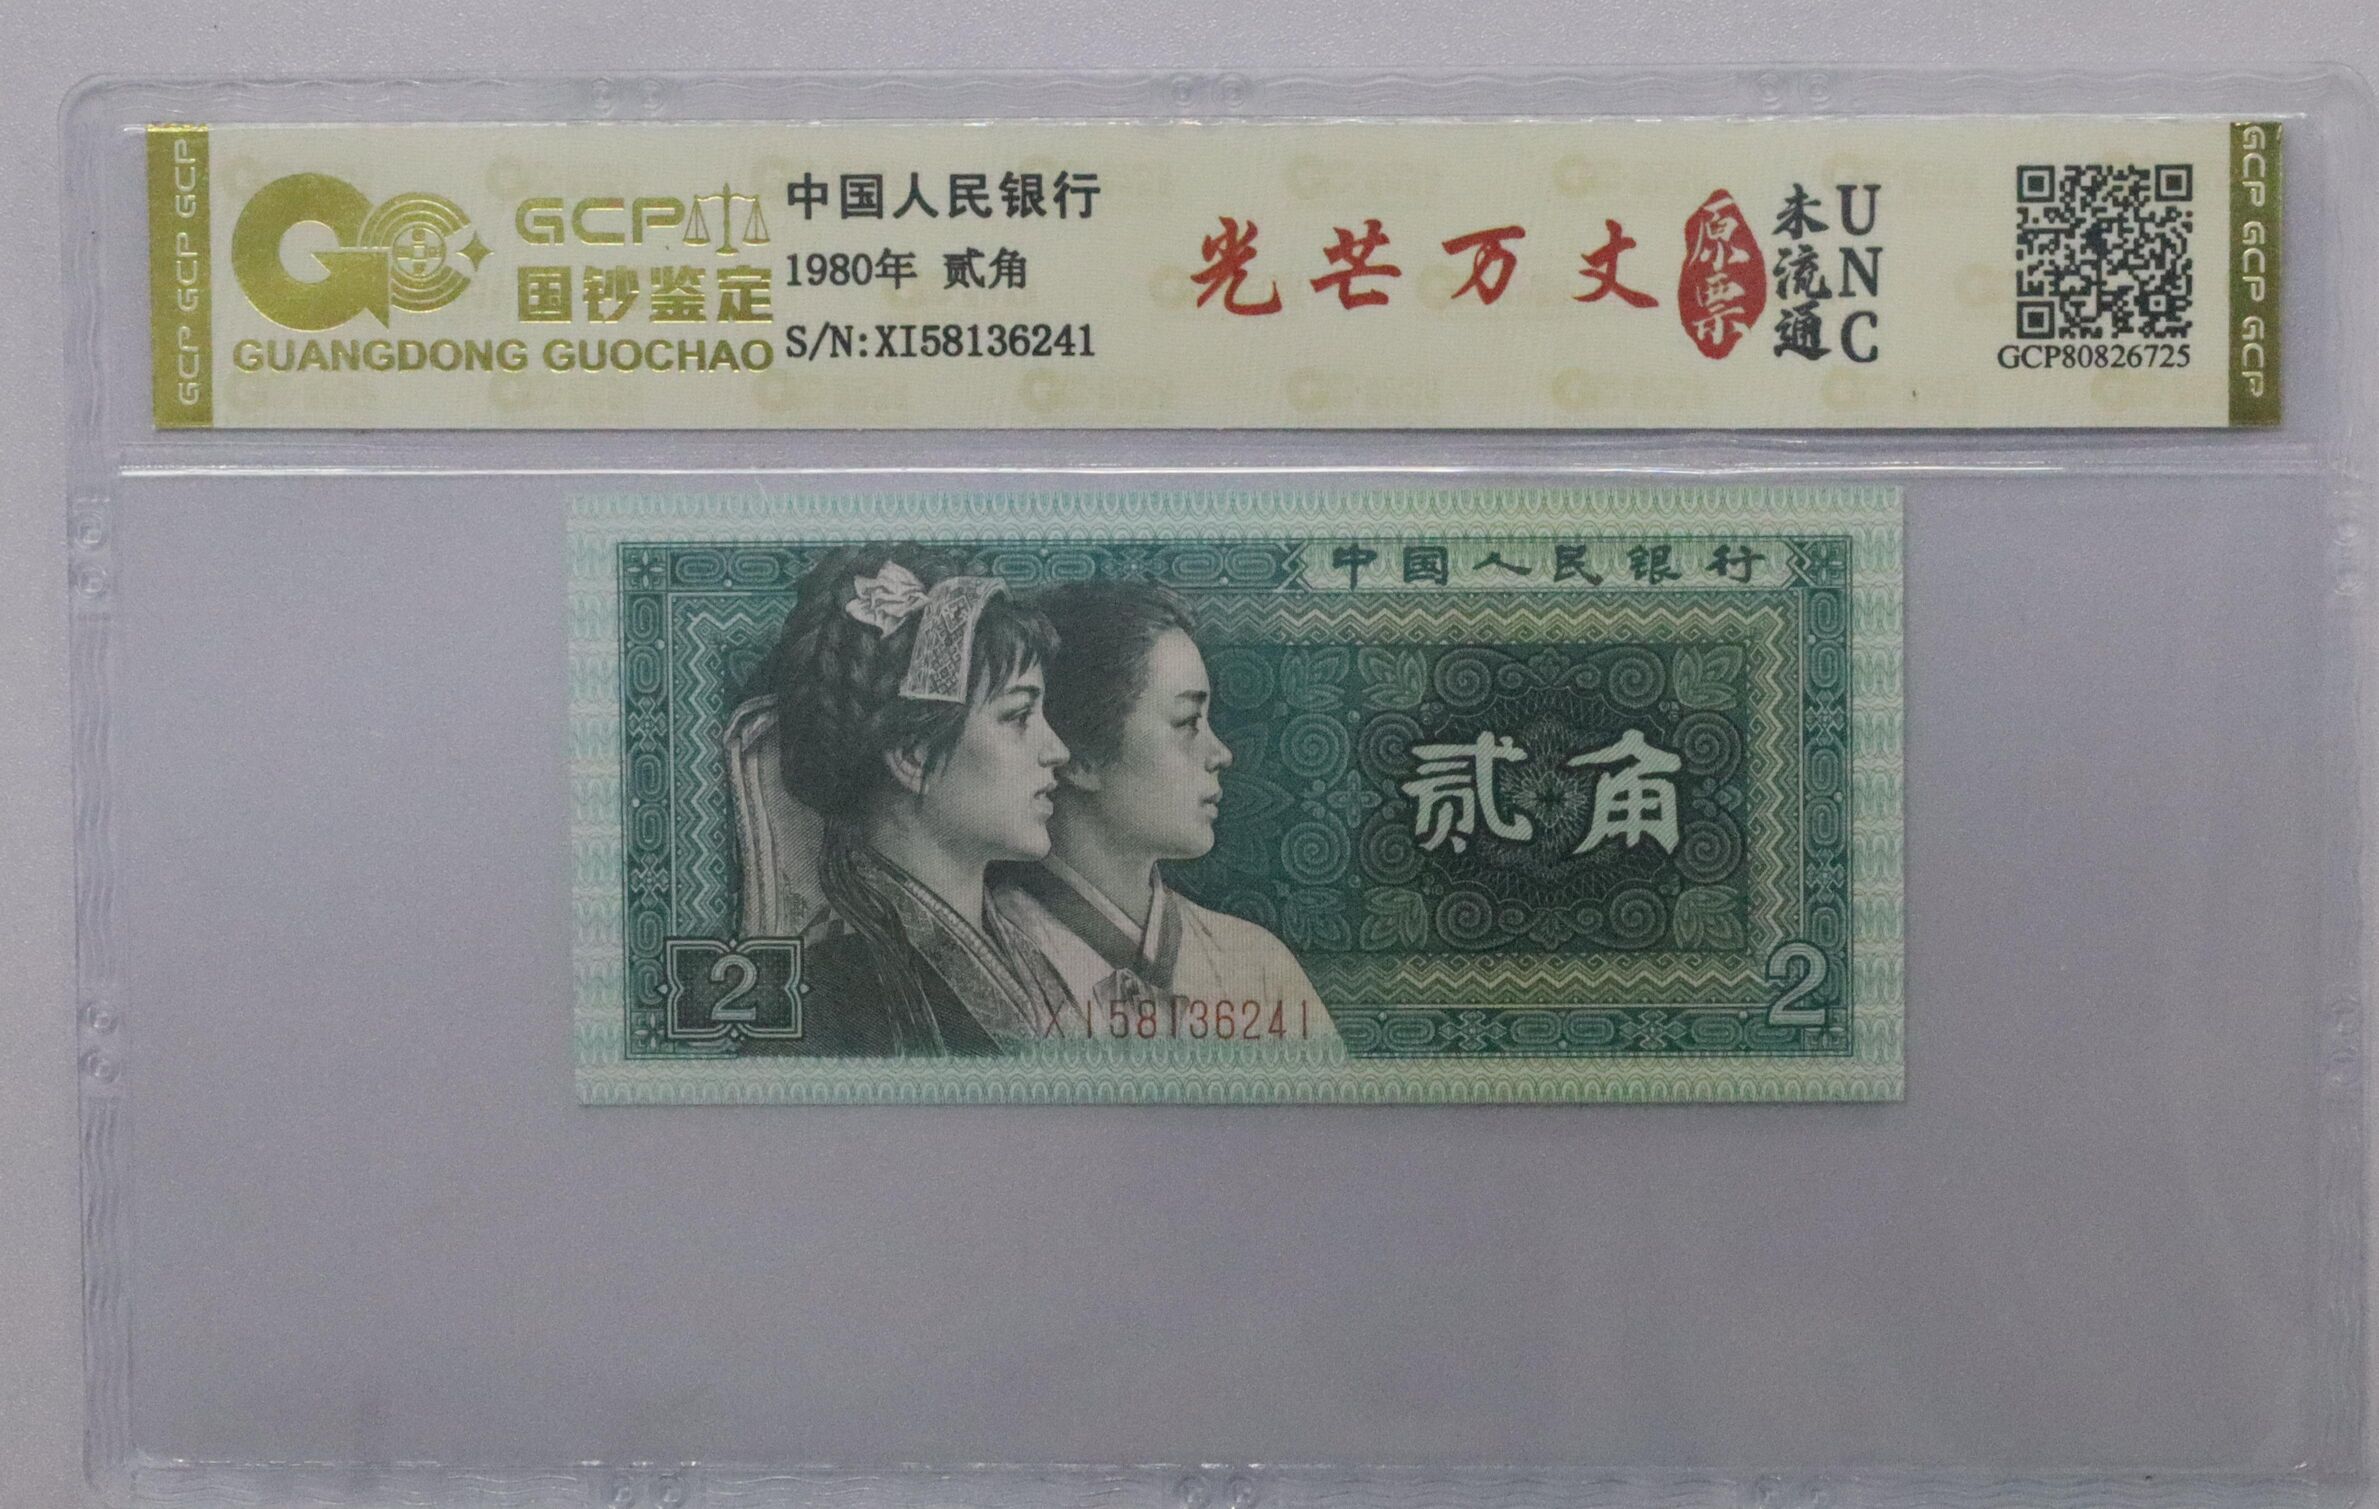 GCP GCP GCP
GCP
国钞鉴定
GUANGDONG GUOCHAO
中国人民银行
1980年 贰角
S/N:XI58136241
光芒万丈
原票
未流通
UNC
GCP80826725
GCP GCP GCP
中国人民银行
贰角
2
XI58136241
2